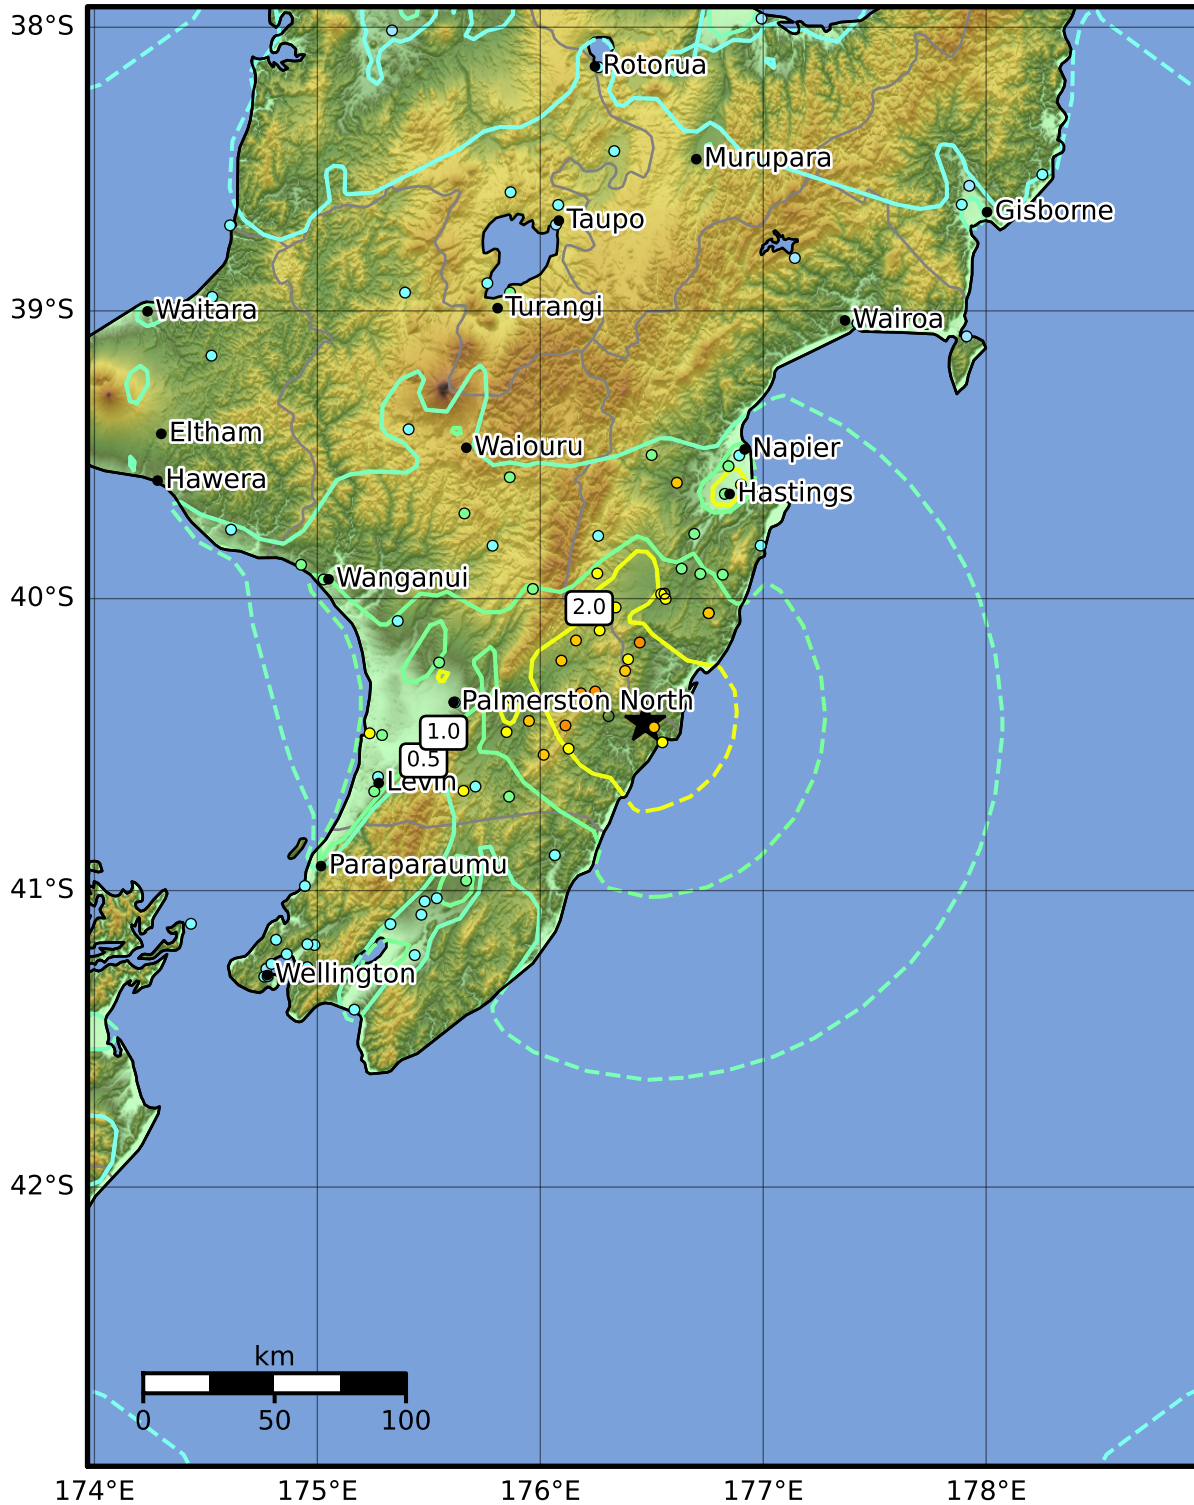 38°S
Rotorua
Murupara
Gisborne
Taupo
39°S
Waitara
Turangi
Wairoa
Eltham
Waiouru
Napier
Hawera
Hastings
Wanganui
40°S
2.0
Palmerston North
1.0
0.5
Levin
Paraparaumu
41°S
Wellington
42°S
km
0 50 100
174°E 175°E 176°E 177°E 178°E